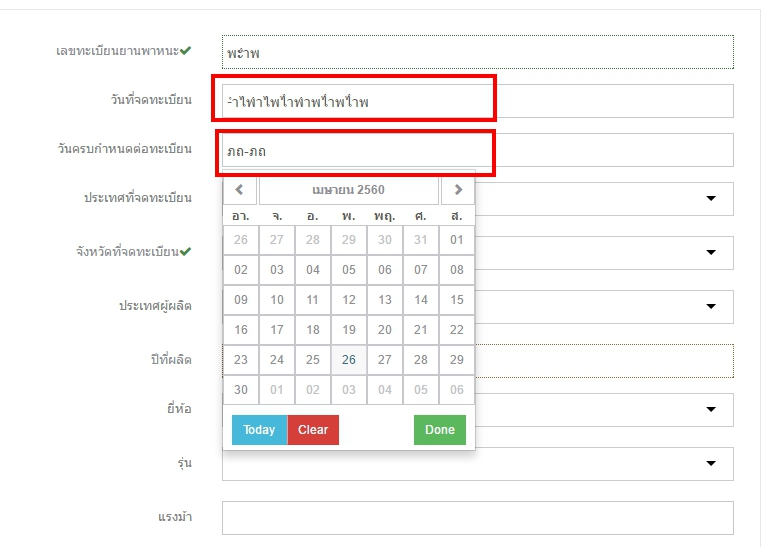 เลขทะเบียนยานพาหนะ พะำพ
วันที่จดทะเบียน ำไฟำไพไำฟำพไำพไำพ
วันครบกำหนดต่อทะเบียน ภถ-ภถ
ประเทศที่จดทะเบียน
เมษายน 2560
อา. จ. อ. พ. พฤ. ศ. ส.
จังหวัดที่จดทะเบียน
26 27 28 29 30 31 01
02 03 04 05 06 07 08
09 10 11 12 13 14 15
ประเทศผู้ผลิต
16 17 18 19 20 21 22
ปีที่ผลิต
23 24 25 26 27 28 29
30 01 02 03 04 05 06
ยี่ห้อ
Today Clear Done
รุ่น
แรงม้า